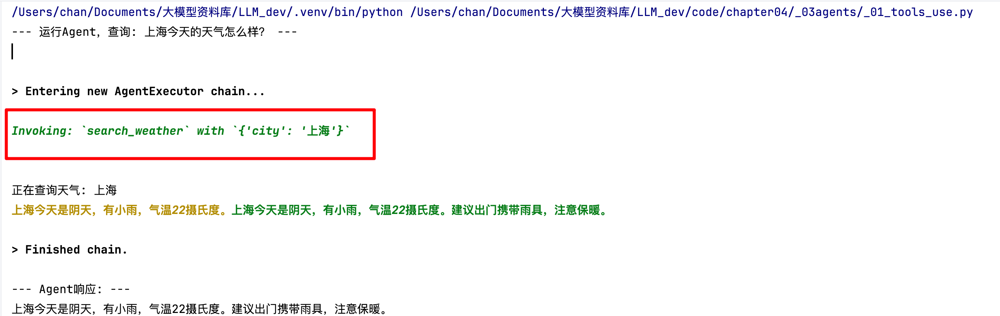 /Users/chan/Documents/大模型资料库/LLM_dev/.venv/bin/python /Users/chan/Documents/大模型资料库/LLM_dev/code/chapter04/_03agents/_01_tools_use.py
--- 运行Agent，查询: 上海今天的天气怎么样？ ---
> Entering new AgentExecutor chain...
Invoking: `search_weather` with `{'city': '上海'}`
正在查询天气: 上海
上海今天是阴天，有小雨，气温22摄氏度。上海今天是阴天，有小雨，气温22摄氏度。建议出门携带雨具，注意保暖。
> Finished chain.
--- Agent响应: ---
上海今天是阴天，有小雨，气温22摄氏度。建议出门携带雨具，注意保暖。